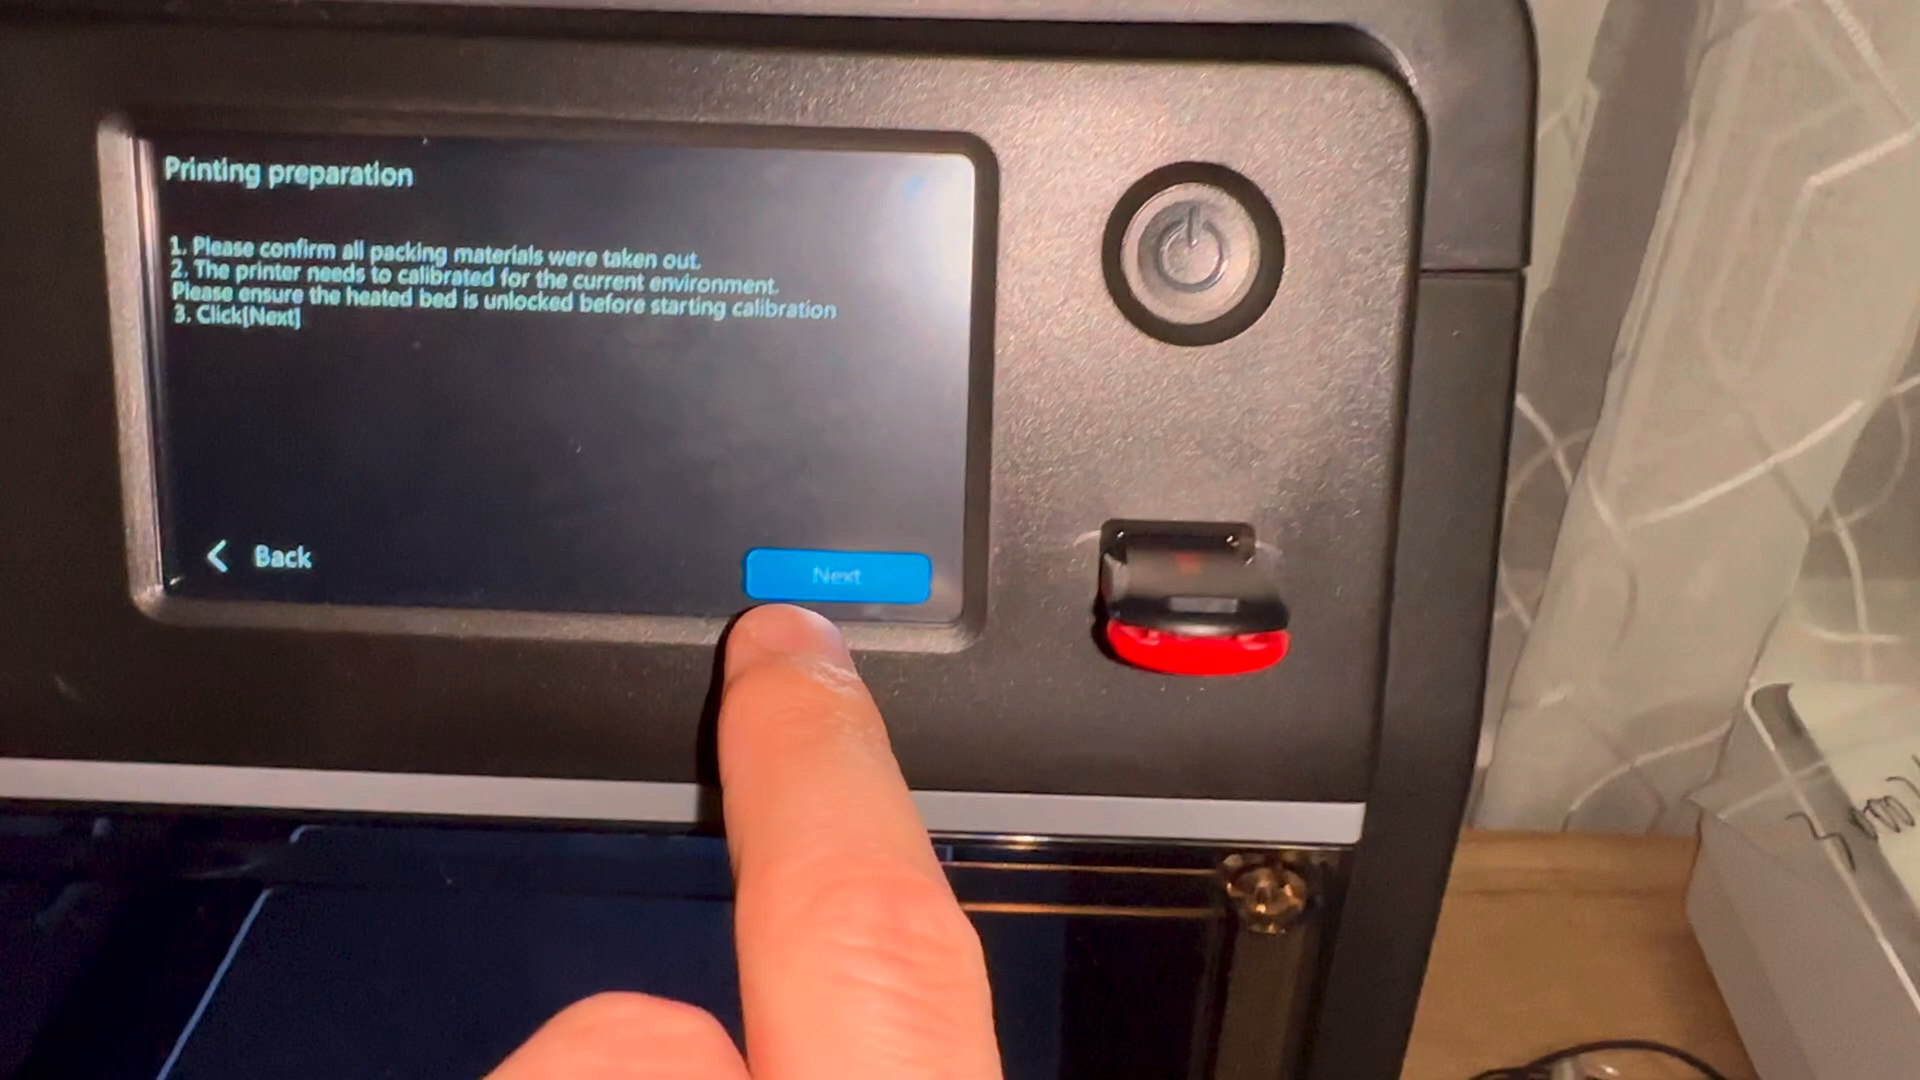 Printing preparation
1. Please confirm all packing materials were taken out.
2. The printer needs to calibrated for the current environment.
Please ensure the heated bed is unlocked before starting calibration
3. Click[Next]
Back
Next